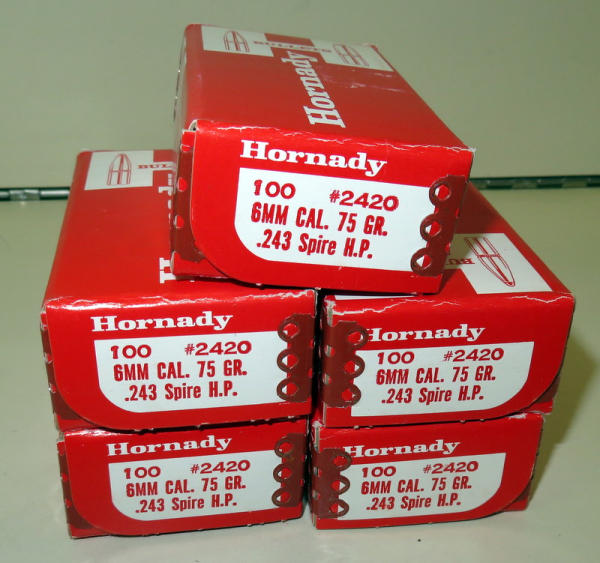 BULLETS
Hornady
Hornady
100 #2420
6MM CAL. 75 GR.
.243 Spire H.P.
Hornady
100 #2420
6MM CAL. 75 GR.
.243 Spire H.P.
Hornady
100 #2420
6MM CAL. 75 GR.
.243 Spire H.P.
Hornady
100 #2420
6MM CAL. 75 GR.
.243 Spire H.P.
Hornady
100 #2420
6MM CAL. 75 GR.
.243 Spire H.P.